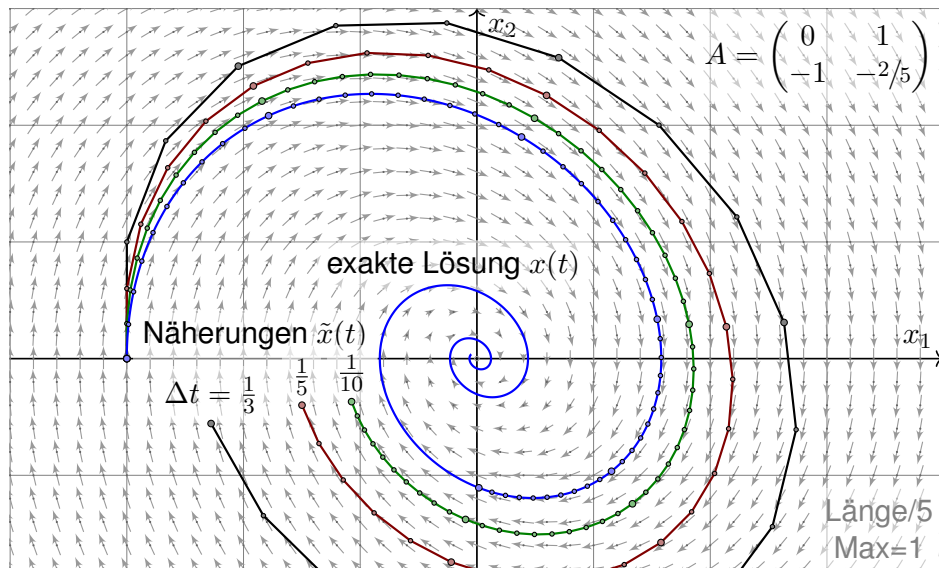 x₂
A = ( 0 1
−1 −2/5 )
exakte Lösung x(t)
Näherungen x̃(t)
x₁
Δt = 1/3 1/5 1/10
Länge/5
Max=1